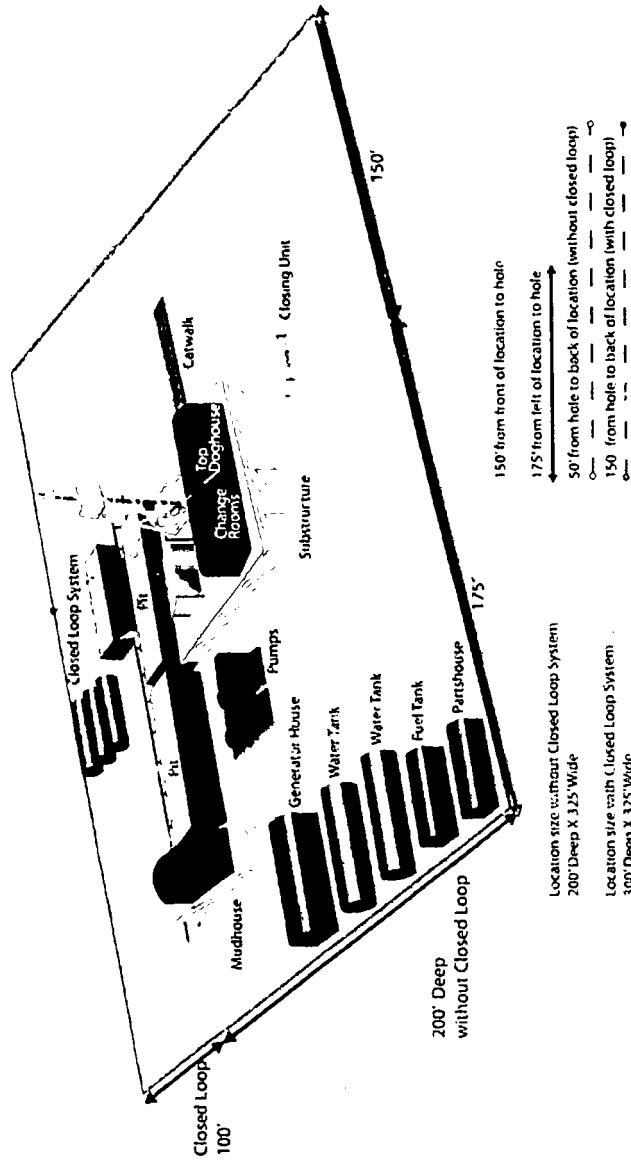 Closed Loop
100'
200' Deep
without Closed Loop
Closed Loop System
Pit
Pit
Mudhouse
Generator House
Water Tank
Water Tank
Fuel Tank
Partshouse
Pumps
Change
Rooms
Top
Doghouse
Substructure
Catwalk
Closing Unit
175'
150'
Location size without Closed Loop System
200' Deep X 325' Wide
Location size with Closed Loop System
300' Deep X 325' Wide
150' from front of location to hole
175' from left of location to hole
50' from hole to back of location (without closed loop)
150 from hole to back of location (with closed loop)